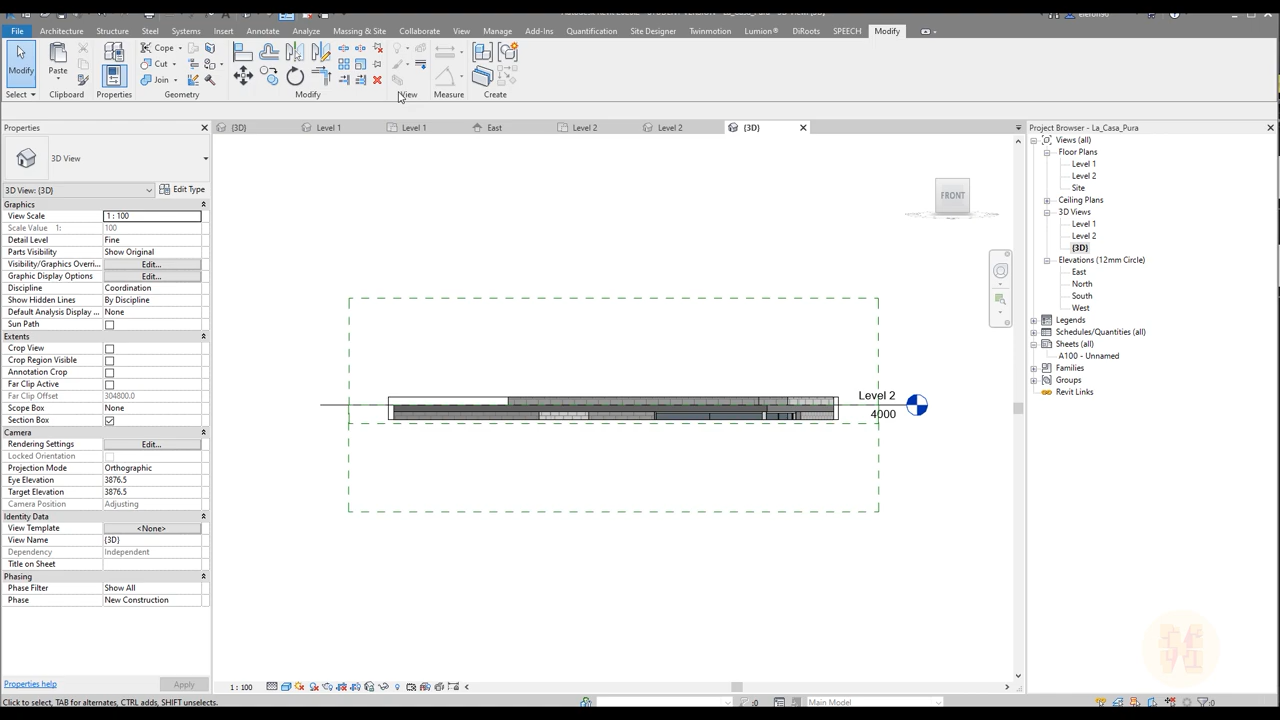 File Architecture Structure Steel Systems Insert Annotate Analyze Massing & Site Collaborate View Manage Add-Ins Quantification Site Designer Twinmotion Lumion® DiRoots SPEECH Modify
Modify Paste Properties Cope Cut Join
Select Clipboard Properties Geometry Modify View Measure Create
Properties
{3D} Level 1 Level 1 East Level 2 Level 2 {3D}
Project Browser - La_Casa_Pura
3D View
3D View: {3D} Edit Type
Graphics
View Scale 1 : 100
Scale Value 1: 100
Detail Level Fine
Parts Visibility Show Original
Visibility/Graphics Overri... Edit...
Graphic Display Options Edit...
Discipline Coordination
Show Hidden Lines By Discipline
Default Analysis Display ... None
Sun Path
Extents
Crop View
Crop Region Visible
Annotation Crop
Far Clip Active
Far Clip Offset 304800.0
Scope Box None
Section Box
Camera
Rendering Settings Edit...
Locked Orientation
Projection Mode Orthographic
Eye Elevation 3876.5
Target Elevation 3876.5
Camera Position Adjusting
Identity Data
View Template <None>
View Name {3D}
Dependency Independent
Title on Sheet
Phasing
Phase Filter Show All
Phase New Construction
Properties help Apply
FRONT
Level 2
4000
Views (all)
Floor Plans
Level 1
Level 2
Site
Ceiling Plans
3D Views
Level 1
Level 2
{3D}
Elevations (12mm Circle)
East
North
South
West
Legends
Schedules/Quantities (all)
Sheets (all)
A100 - Unnamed
Families
Groups
Revit Links
1 : 100
Click to select, TAB for alternates, CTRL adds, SHIFT unselects. :0 Main Model :0